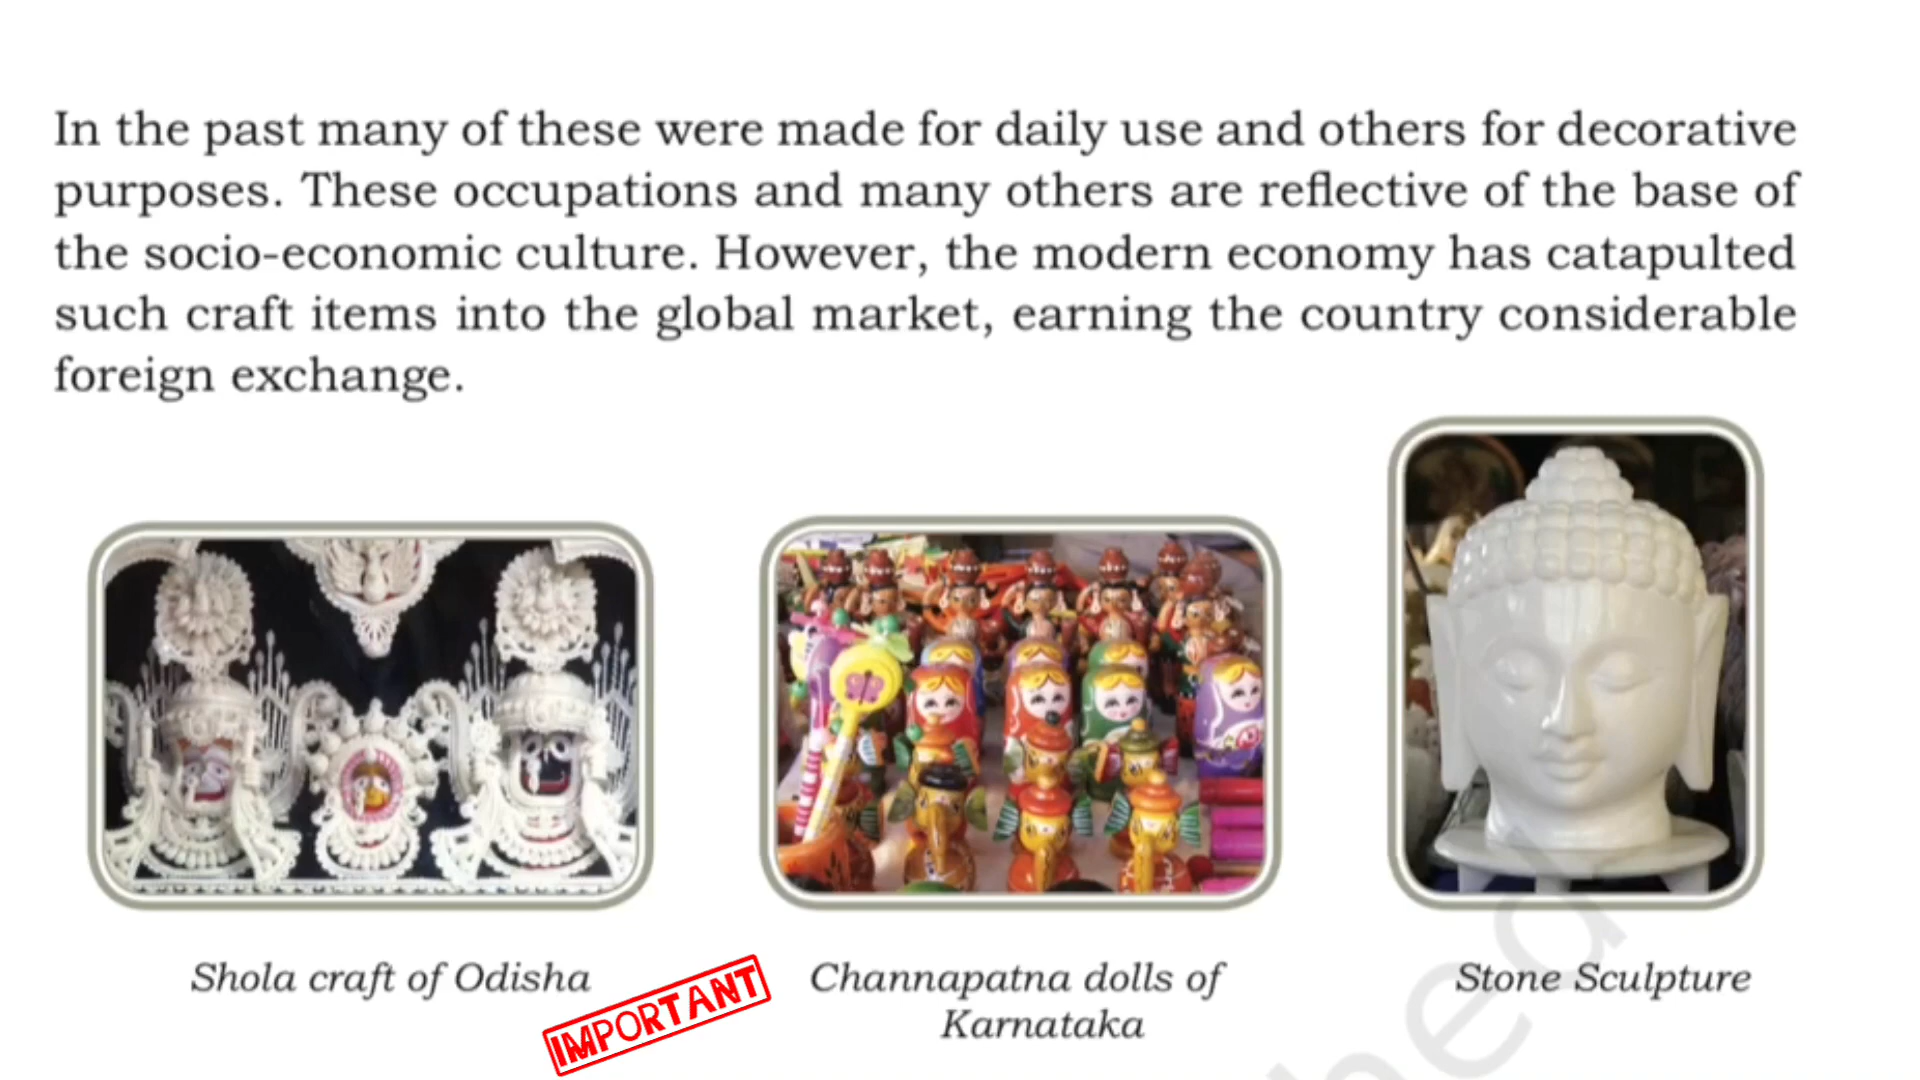 In the past many of these were made for daily use and others for decorative
purposes. These occupations and many others are reflective of the base of
the socio-economic culture. However, the modern economy has catapulted
such craft items into the global market, earning the country considerable
foreign exchange.
Shola craft of Odisha
IMPORTANT
Channapatna dolls of
Karnataka
Stone Sculpture